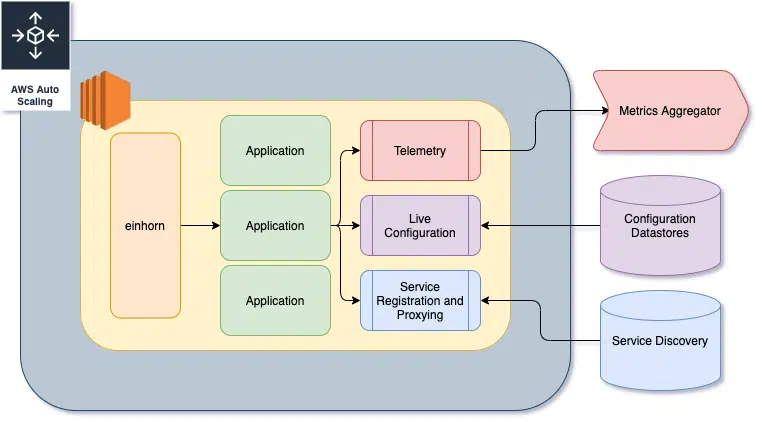 AWS Auto
Scaling
einhorn
Application
Application
Application
Telemetry
Live
Configuration
Service
Registration and
Proxying
Metrics Aggregator
Configuration
Datastores
Service Discovery